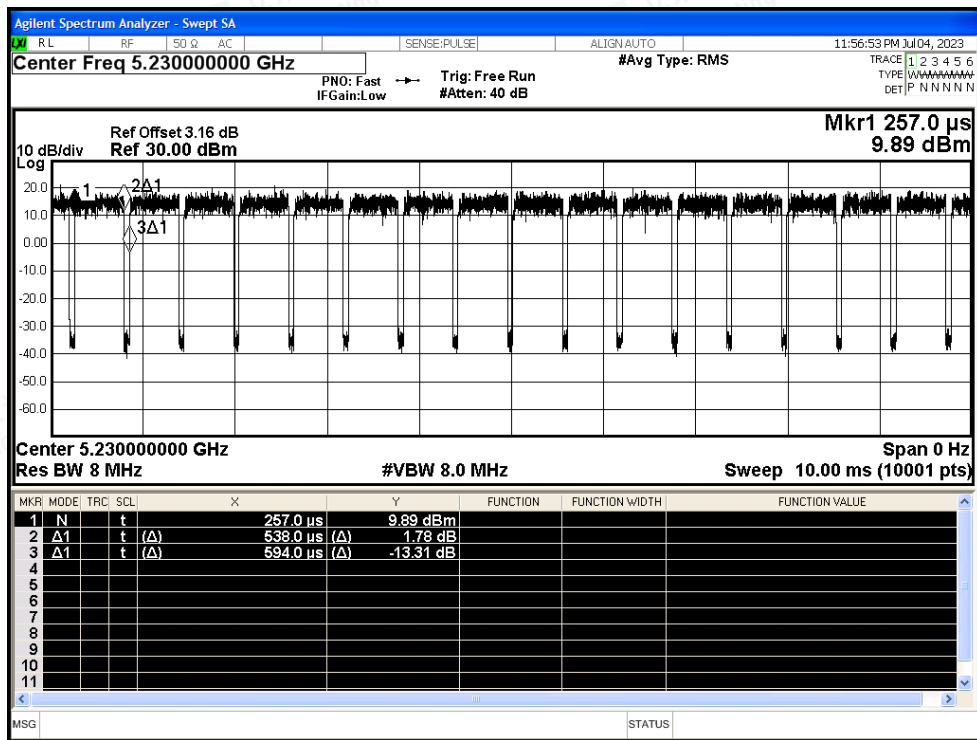 Agilent Spectrum Analyzer - Swept SA
LXI RL RF 50 Ω AC SENSE:PULSE ALIGN AUTO 11:56:53 PM Jul 04, 2023
Center Freq 5.230000000 GHz
PNO: Fast
IFGain:Low
Trig: Free Run
#Atten: 40 dB
#Avg Type: RMS
TRACE 1 2 3 4 5 6
TYPE WWWWWW
DET P N N N N N
Ref Offset 3.16 dB
10 dB/div Ref 30.00 dBm
Log
Mkr1 257.0 µs
9.89 dBm
20.0
10.0
0.00
-10.0
-20.0
-30.0
-40.0
-50.0
-60.0
1
2Δ1
3Δ1
Center 5.230000000 GHz Span 0 Hz
Res BW 8 MHz #VBW 8.0 MHz Sweep 10.00 ms (10001 pts)
MKR MODE TRC SCL X Y FUNCTION FUNCTION WIDTH FUNCTION VALUE
1 N t 257.0 µs 9.89 dBm
2 Δ1 t (Δ) 538.0 µs (Δ) 1.78 dB
3 Δ1 t (Δ) 594.0 µs (Δ) -13.31 dB
4
5
6
7
8
9
10
11
MSG STATUS